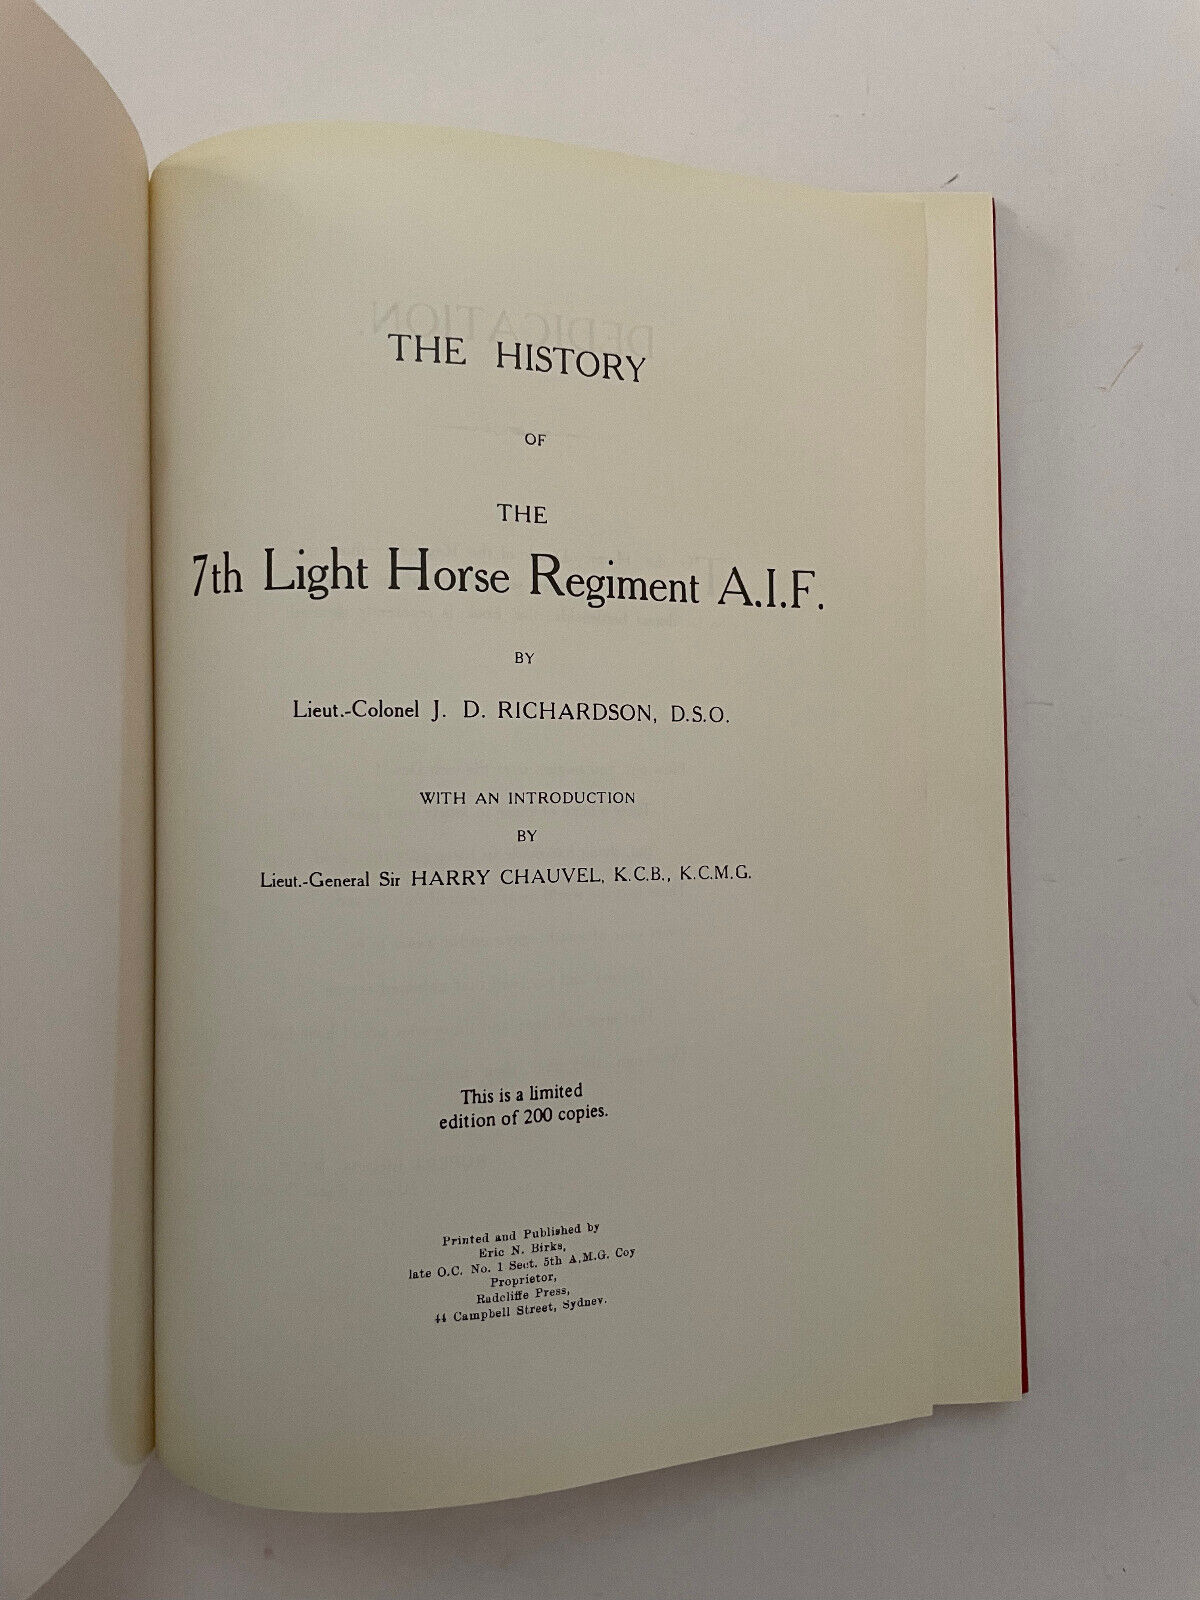 THE HISTORY
OF
THE
7th Light Horse Regiment A.I.F.
BY
Lieut.-Colonel J. D. RICHARDSON, D.S.O.
WITH AN INTRODUCTION
BY
Lieut.-General Sir HARRY CHAUVEL, K.C.B., K.C.M.G.
This is a limited
edition of 200 copies.
Printed and Published by
Eric N. Birks,
late O.C. No. 1 Sect. 5th A.M.G. Coy
Proprietor,
Radcliffe Press,
44 Campbell Street, Sydney.
DEDICATION.